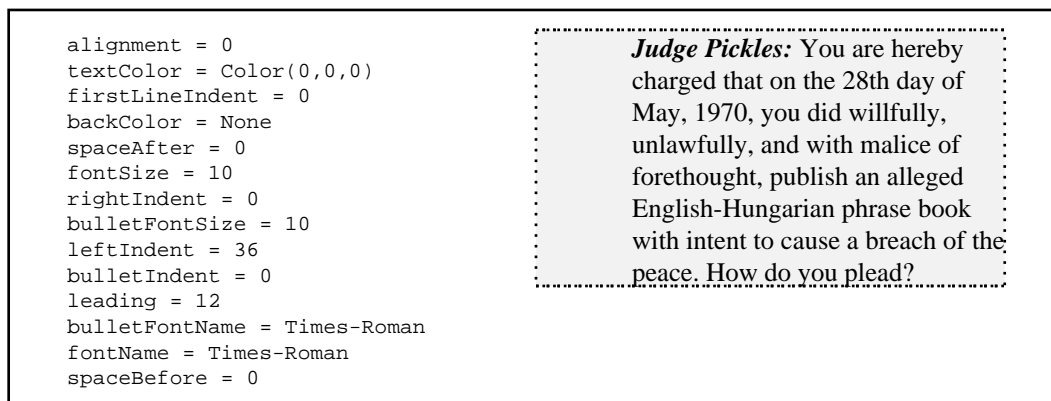 alignment = 0
textColor = Color(0,0,0)
firstLineIndent = 0
backColor = None
spaceAfter = 0
fontSize = 10
rightIndent = 0
bulletFontSize = 10
leftIndent = 36
bulletIndent = 0
leading = 12
bulletFontName = Times-Roman
fontName = Times-Roman
spaceBefore = 0
Judge Pickles: You are hereby
charged that on the 28th day of
May, 1970, you did willfully,
unlawfully, and with malice of
forethought, publish an alleged
English-Hungarian phrase book
with intent to cause a breach of the
peace. How do you plead?